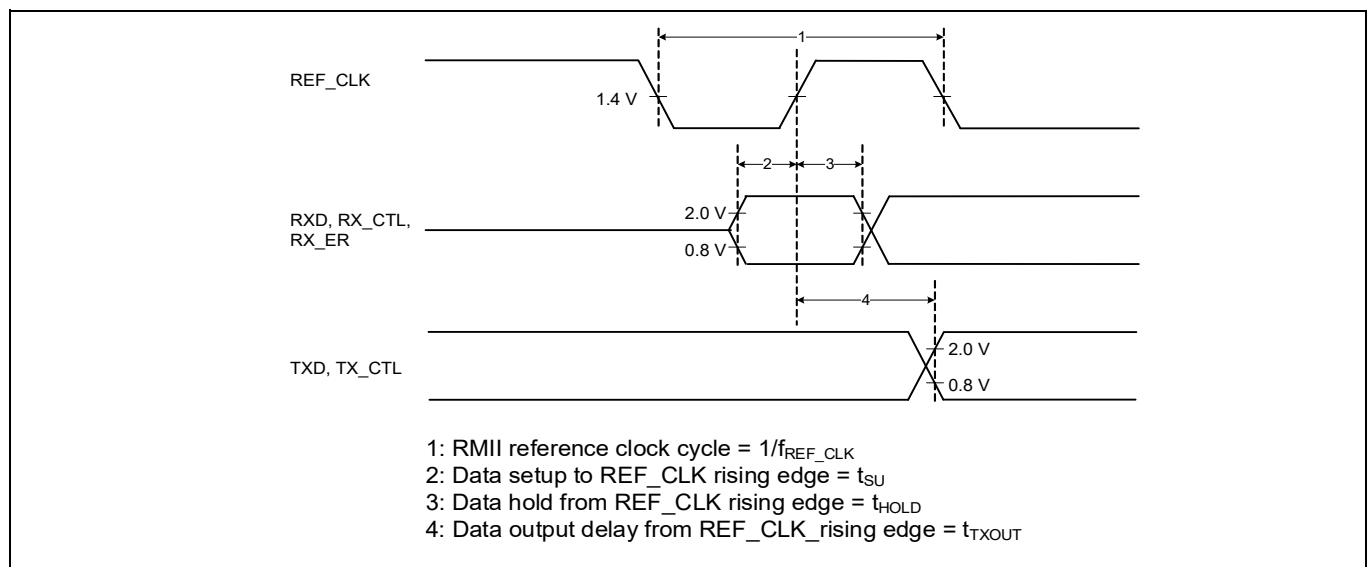 1
REF_CLK
1.4 V
2
3
2.0 V
RXD, RX_CTL,
RX_ER
0.8 V
4
2.0 V
TXD, TX_CTL
0.8 V
1: RMII reference clock cycle = 1/fREF_CLK
2: Data setup to REF_CLK rising edge = tSU
3: Data hold from REF_CLK rising edge = tHOLD
4: Data output delay from REF_CLK_rising edge = tTXOUT